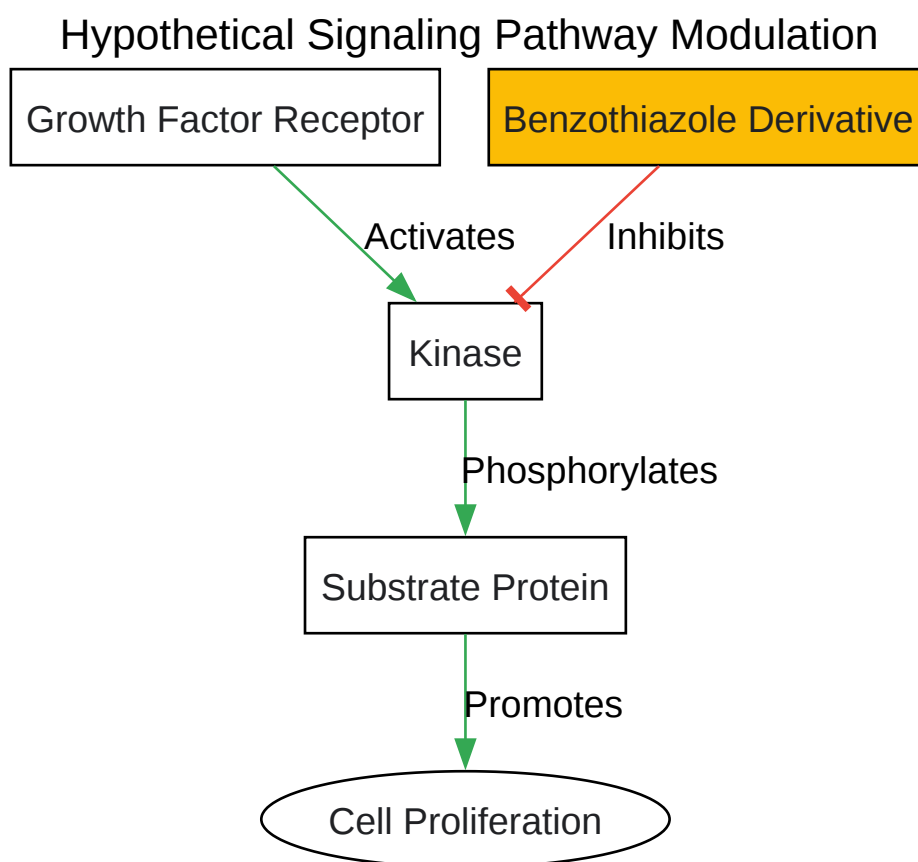 Hypothetical Signaling Pathway Modulation
Growth Factor Receptor
Benzothiazole Derivative
Activates
Inhibits
Kinase
Phosphorylates
Substrate Protein
Promotes
Cell Proliferation